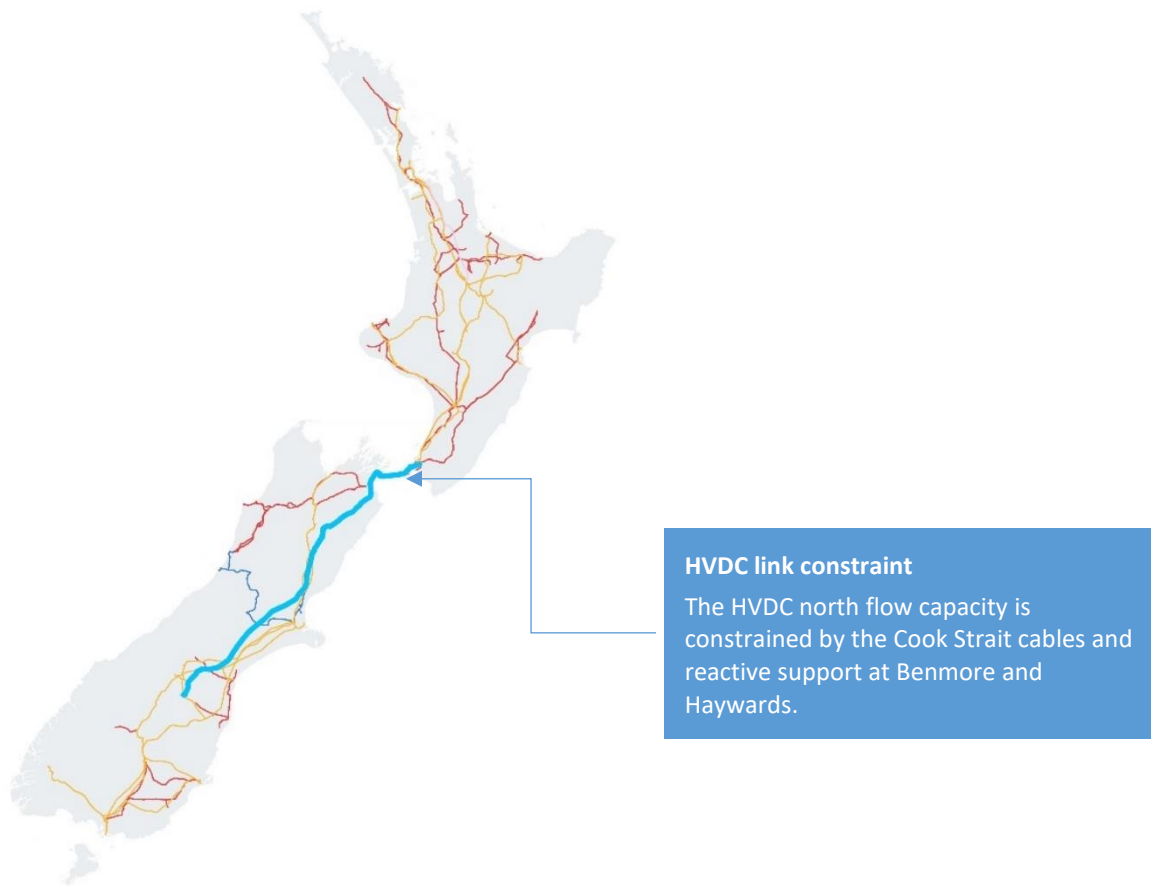 HVDC link constraint
The HVDC north flow capacity is
constrained by the Cook Strait cables and
reactive support at Benmore and
Haywards.